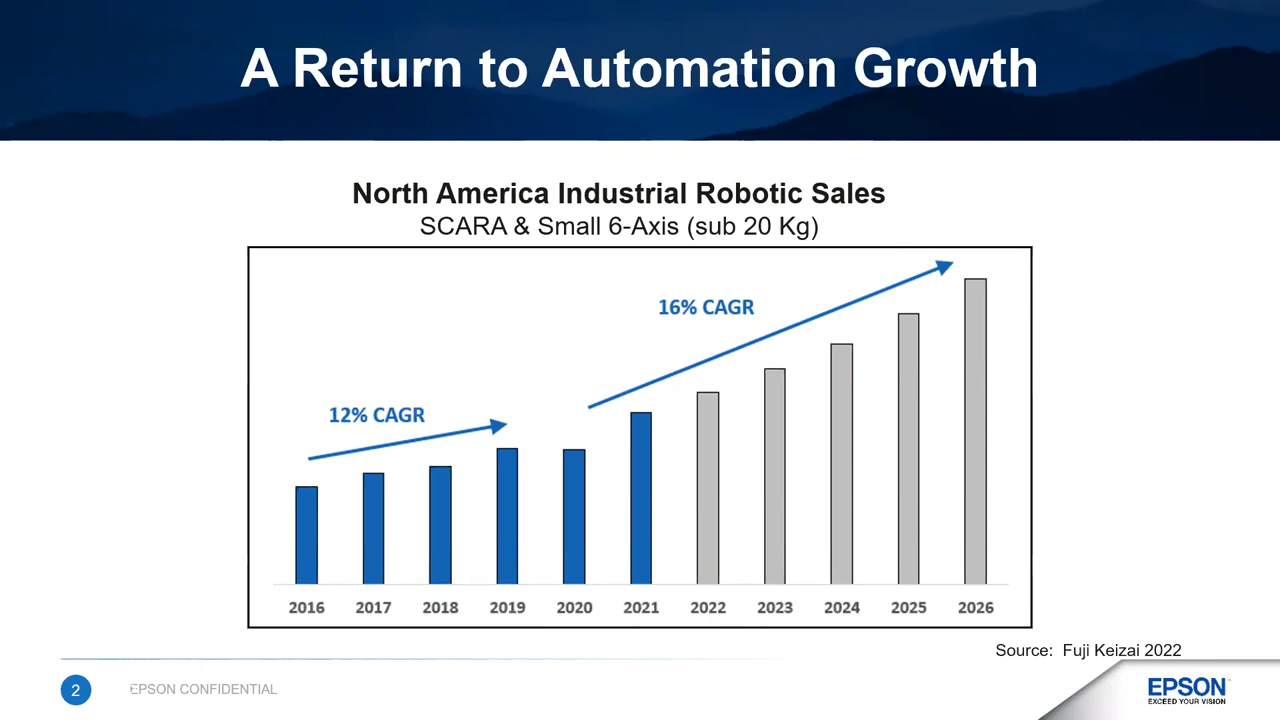 A Return to Automation Growth
North America Industrial Robotic Sales
SCARA & Small 6-Axis (sub 20 Kg)
16% CAGR
12% CAGR
2016 2017 2018 2019 2020 2021 2022 2023 2024 2025 2026
Source: Fuji Keizai 2022
2 EPSON CONFIDENTIAL
EPSON
EXCEED YOUR VISION